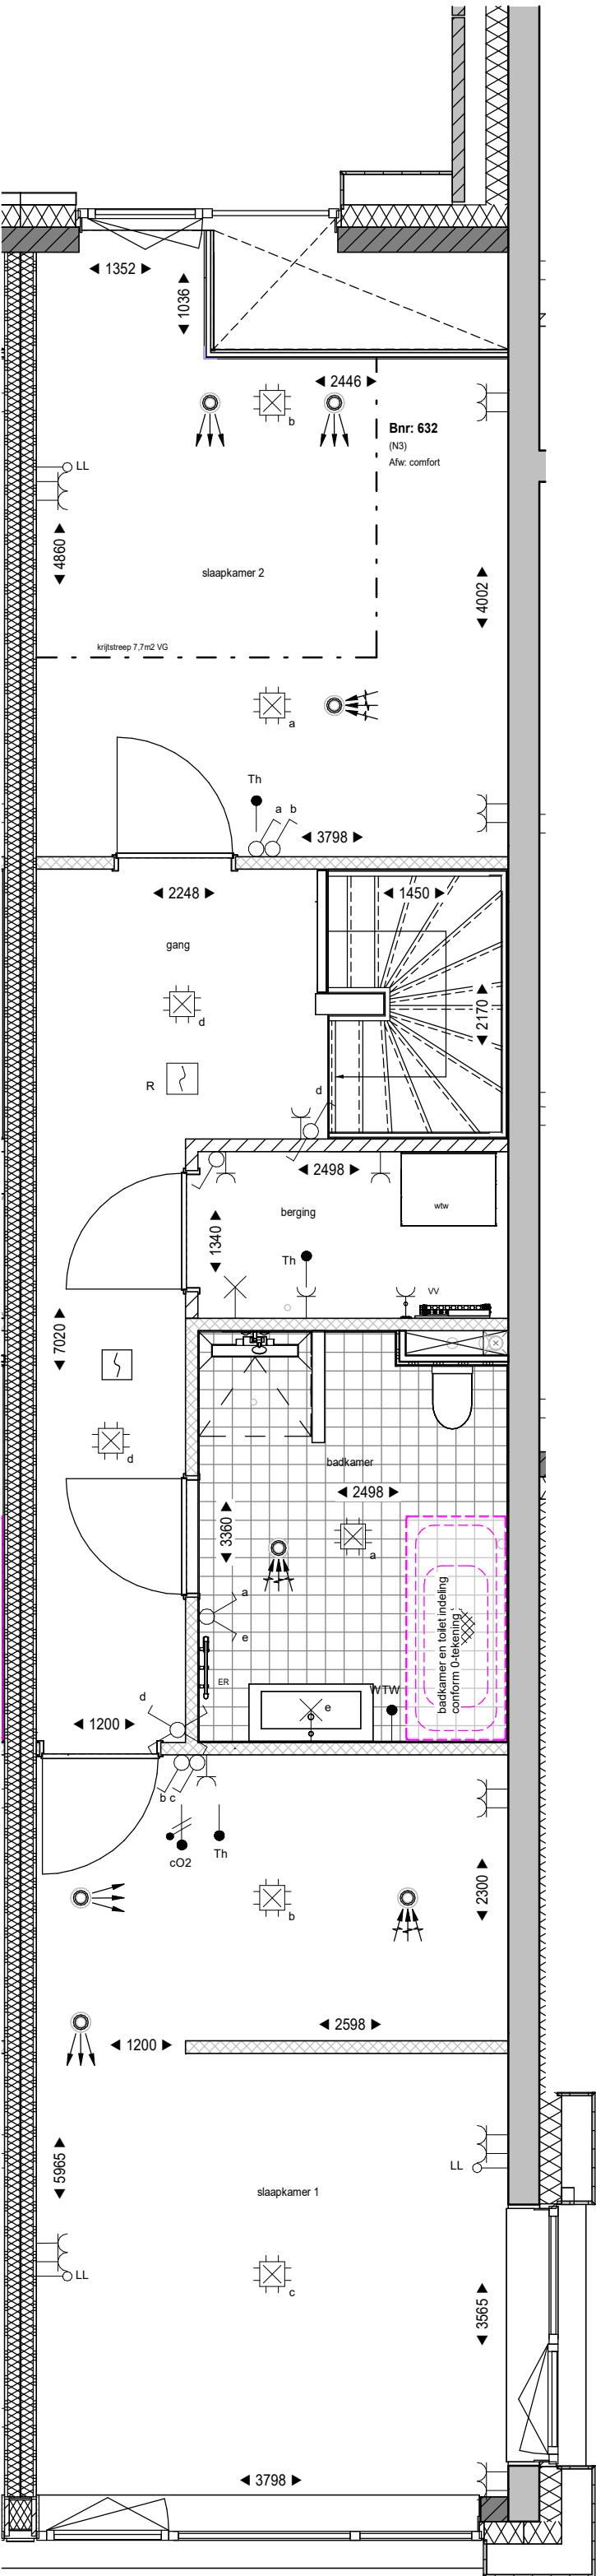 1352
1036
2446
b
Bnr: 632
(N3)
Afw: comfort
LL
4860
slaapkamer 2
4002
krijtstreep 7,7m2 VG
a
Th
a b
3798
2248
1450
gang
2170
d
R
d
2498
wtw
berging
1340
Th
VV
7020
d
badkamer
2498
3360
a
a
badkamer en toilet indeling
conform 0-tekening
e
ER
WTW
d
e
1200
b c
Th
cO2
2300
b
2598
1200
5965
LL
slaapkamer 1
LL
c
3565
3798